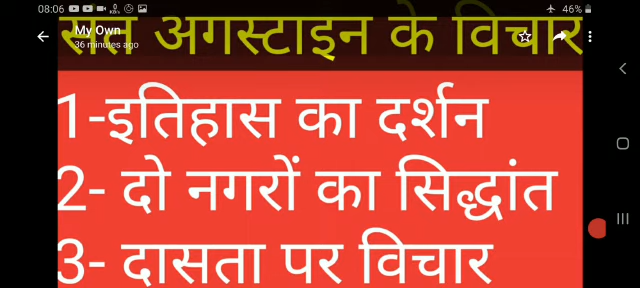 08:06
46%
My Own
36 minutes ago
संत अगस्टाइन के विचार
1-इतिहास का दर्शन
2- दो नगरों का सिद्धांत
3- दासता पर विचार